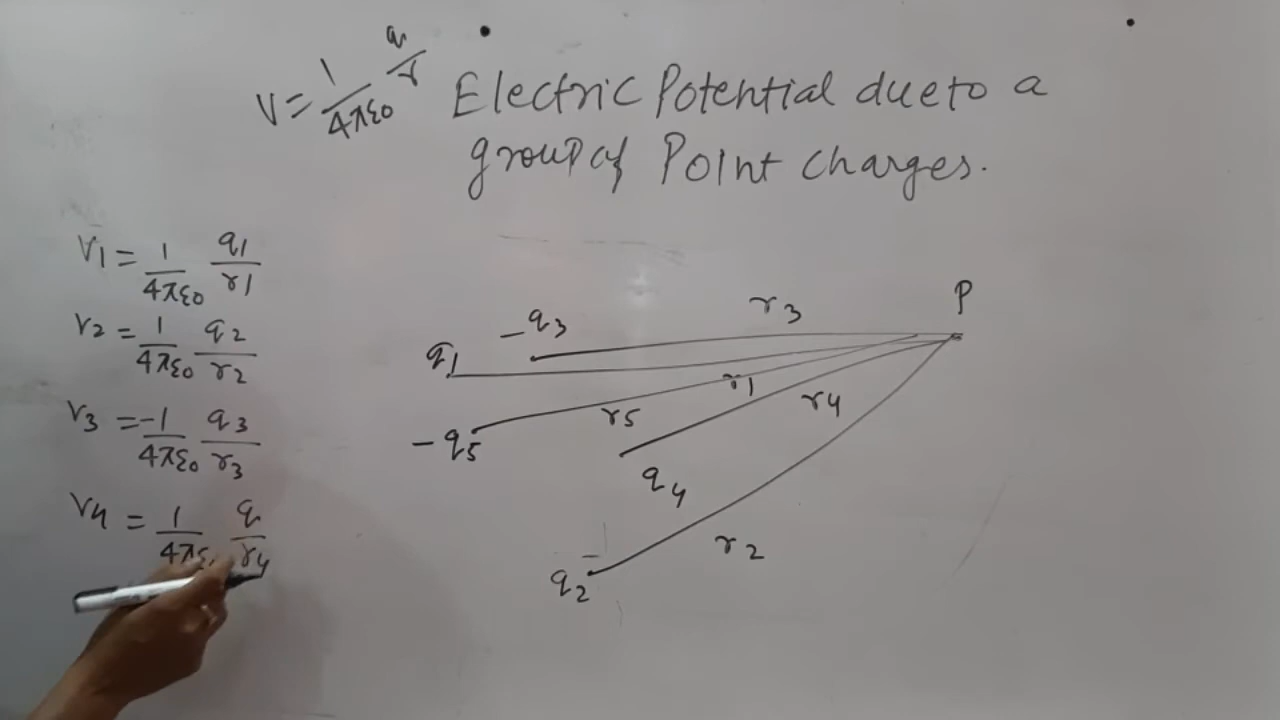 V = 1/4πε0 q/r
Electric Potential due to a
group of Point charges.
V1 = 1/4πε0 q1/r1
V2 = 1/4πε0 q2/r2
V3 = -1/4πε0 q3/r3
V4 = 1/4πε q/r4
P
r3
-q3
q1
r1
r4
r5
-q5
q4
r2
q2